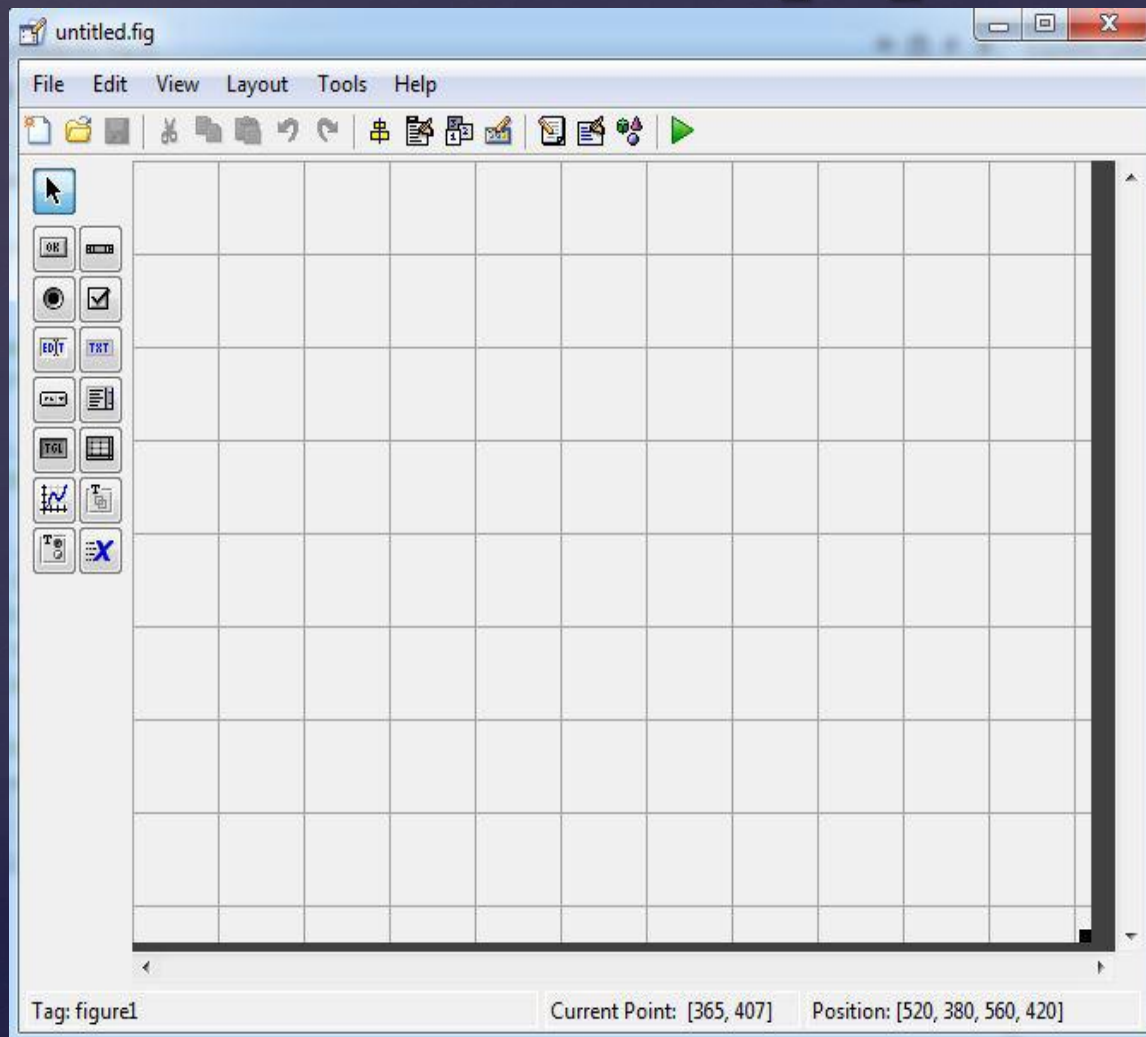 untitled.fig
File Edit View Layout Tools Help
OK
EDIT TXT
TGL
T
T X
Tag: figure1 Current Point: [365, 407] Position: [520, 380, 560, 420]